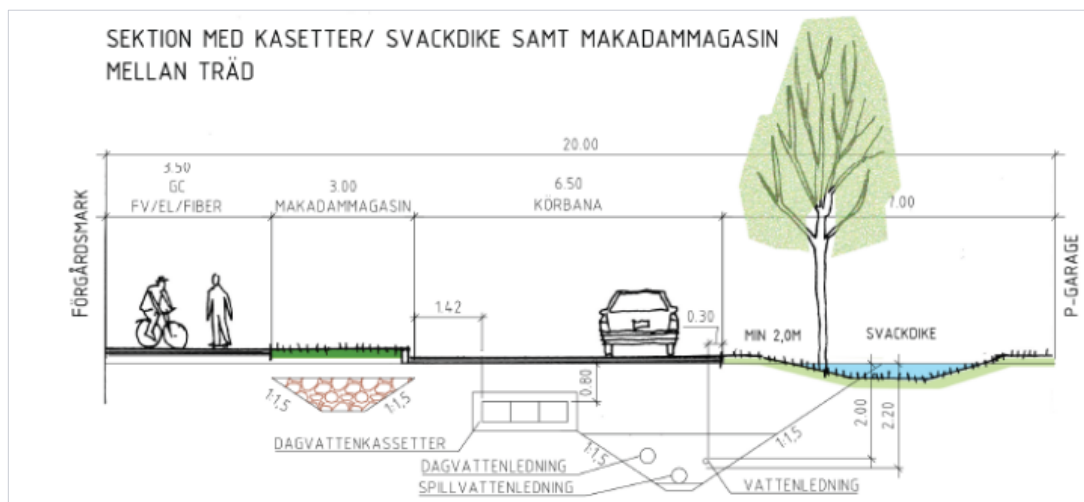 SEKTION MED KASETTER/ SVACKDIKE SAMT MAKADAMMAGASIN
MELLAN TRÄD
20.00
3.50
GC
FV/EL/FIBER
3.00
MAKADAMMAGASIN
6.50
KÖRBANA
7.00
FÖRGÅRDSMARK
P-GARAGE
1.42
0.30
MIN 2,0M
SVACKDIKE
0.80
2.00
2.20
1:1,5
1:1,5
DAGVATTENKASSETTER
1:1,5
1:1,5
DAGVATTENLEDNING
SPILLVATTENLEDNING
VATTENLEDNING